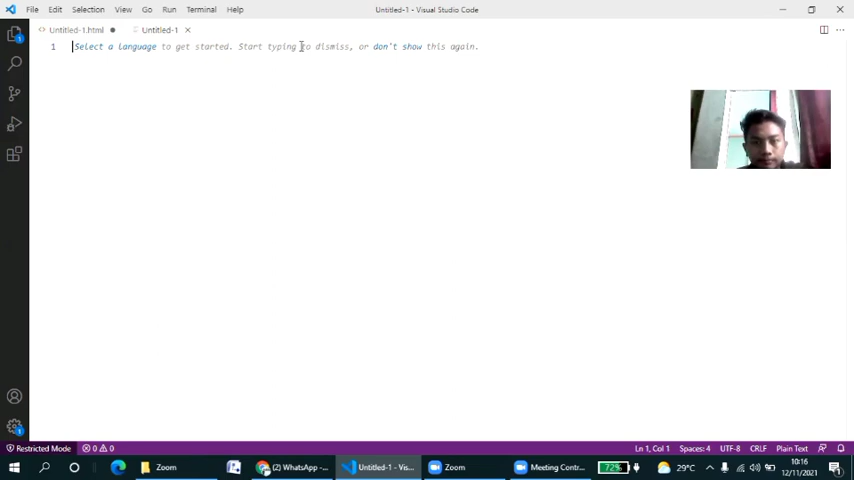 File Edit Selection View Go Run Terminal Help
Untitled-1 - Visual Studio Code
Untitled-1.html Untitled-1
1 Select a language to get started. Start typing to dismiss, or don't show this again.
1
1
Restricted Mode 0 0 Ln 1, Col 1 Spaces: 4 UTF-8 CRLF Plain Text
Zoom (2) WhatsApp -... Untitled-1 - Vis... Zoom Meeting Contr... 72% 29°C 10:16
12/11/2021 1